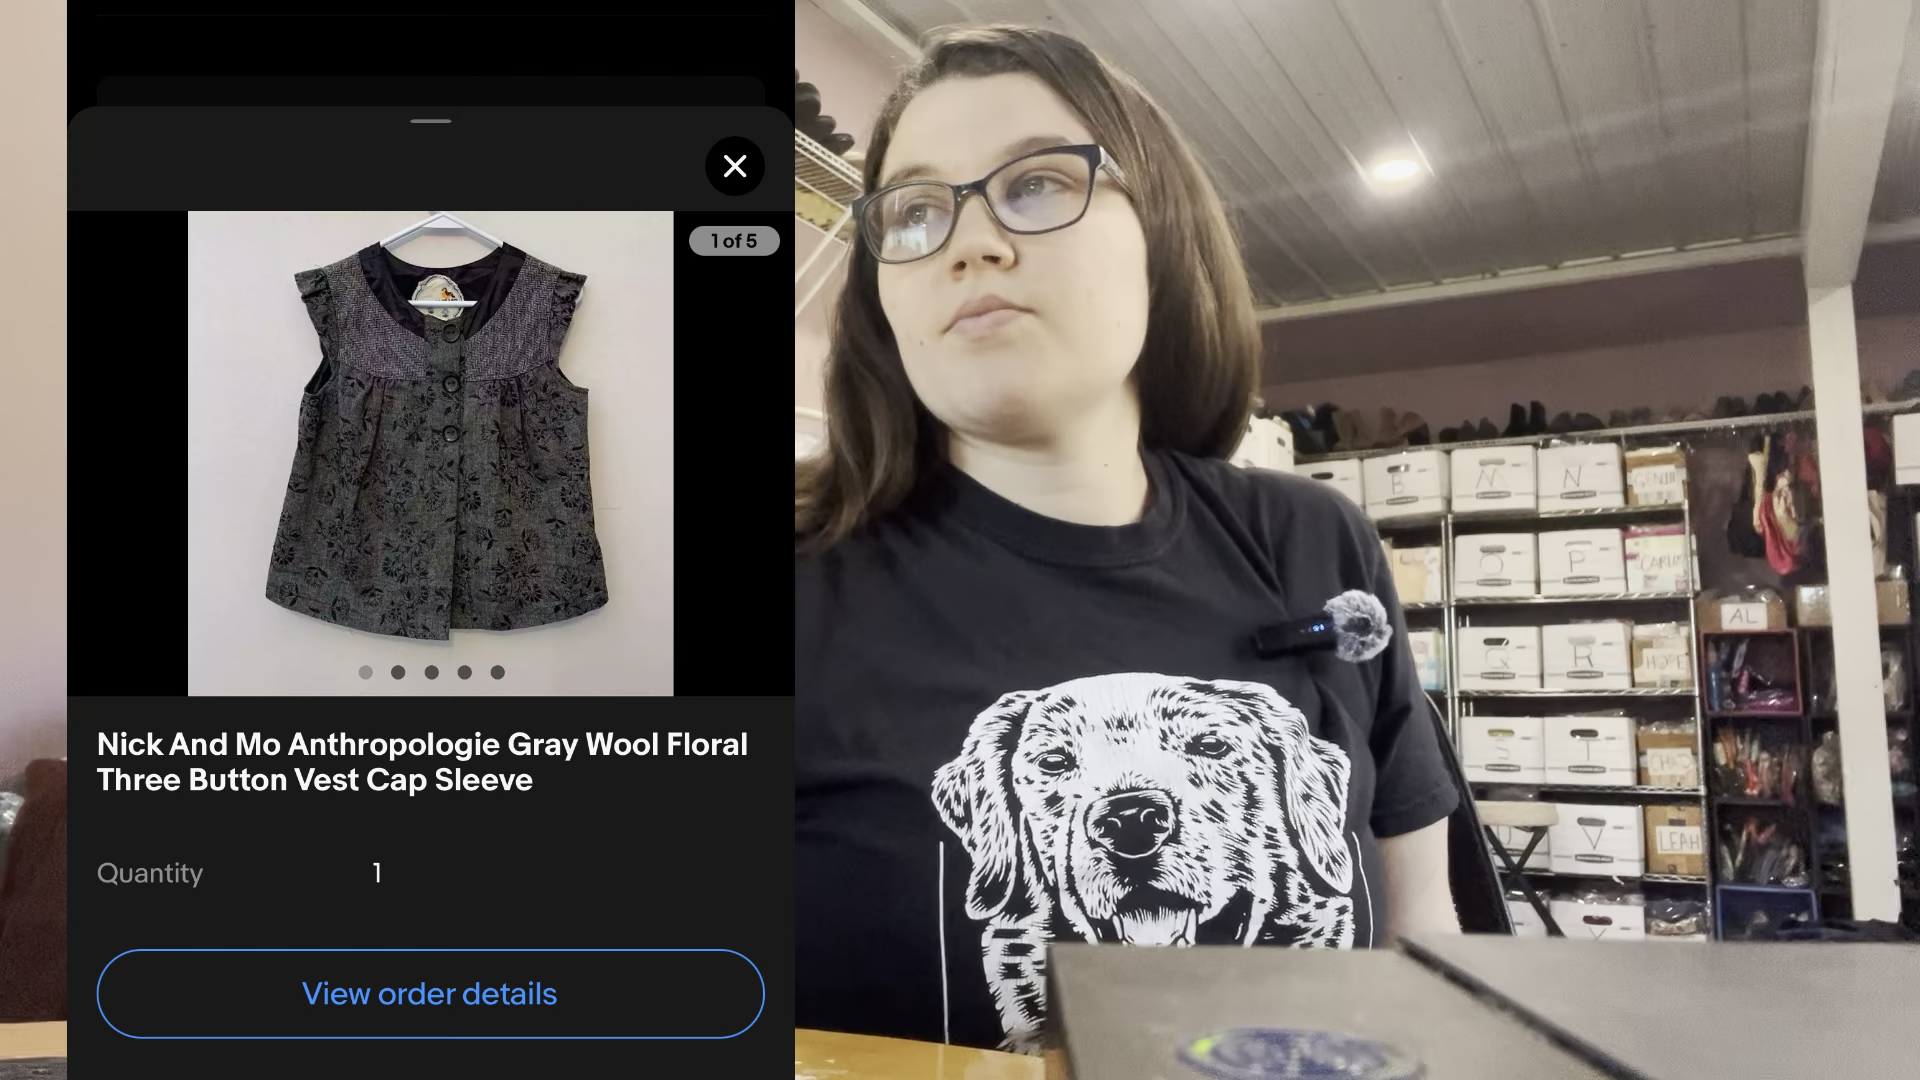 1 of 5
Nick And Mo Anthropologie Gray Wool Floral
Three Button Vest Cap Sleeve
Quantity 1
View order details
B
M
N
O
P
Q
R
HOPE
AL
S
T
CHAS
V
LEAH